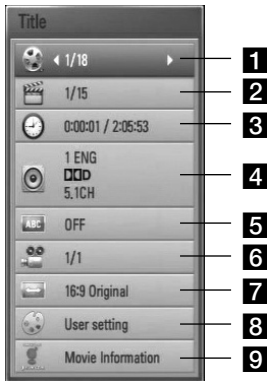 Title
1/18
1
1/15
2
0:00:01 / 2:05:53
3
1 ENG
DD D
5.1CH
4
ABC
OFF
5
1/1
6
16:9 Original
7
User setting
8
Movie Information
9